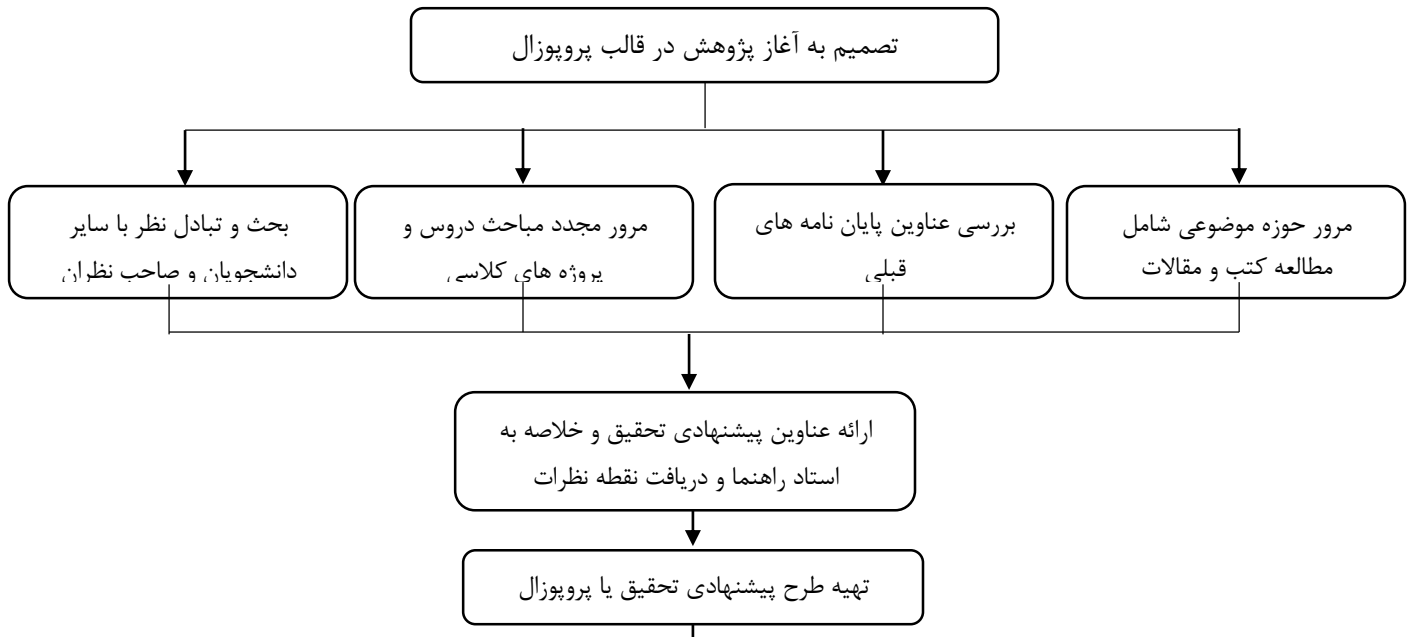 تصمیم به آغاز پژوهش در قالب پروپوزال
مرور حوزه موضوعی شامل
مطالعه کتب و مقالات
بررسی عناوین پایان نامه های
قبلی
مرور مجدد مباحث دروس و
پروژه های کلاسی
بحث و تبادل نظر با سایر
دانشجویان و صاحب نظران
ارائه عناوین پیشنهادی تحقیق و خلاصه به
استاد راهنما و دریافت نقطه نظرات
تهیه طرح پیشنهادی تحقیق یا پروپوزال